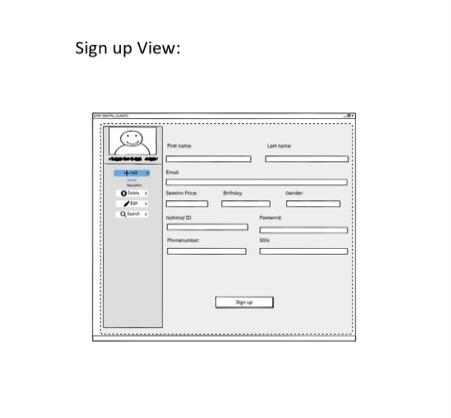 Sign up View:
First name:
Last name:
Email:
Add
Session Price:
Birthday
Gender:
Delete
Edit
Search
National ID:
Password:
Phonenumber:
SSN:
Sign up